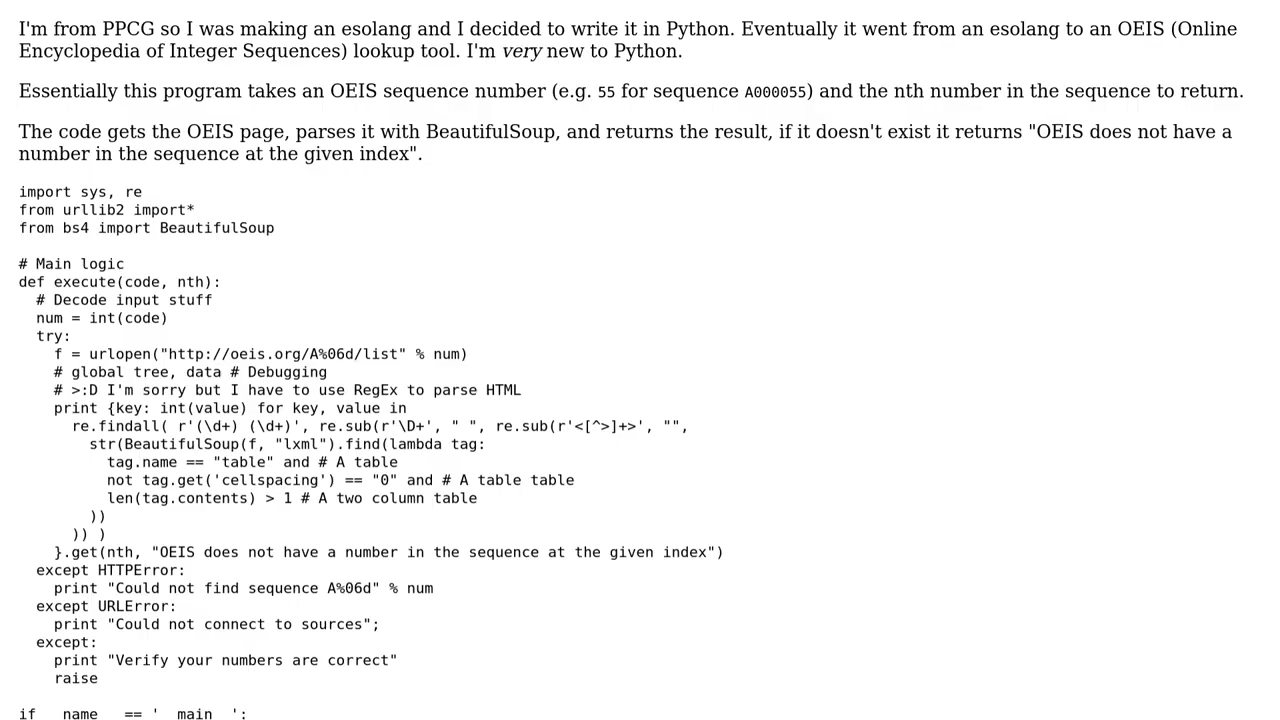 I'm from PPCG so I was making an esolang and I decided to write it in Python. Eventually it went from an esolang to an OEIS (Online
Encyclopedia of Integer Sequences) lookup tool. I'm very new to Python.
Essentially this program takes an OEIS sequence number (e.g. 55 for sequence A000055) and the nth number in the sequence to return.
The code gets the OEIS page, parses it with BeautifulSoup, and returns the result, if it doesn't exist it returns "OEIS does not have a
number in the sequence at the given index".
import sys, re
from urllib2 import*
from bs4 import BeautifulSoup
# Main logic
def execute(code, nth):
  # Decode input stuff
  num = int(code)
  try:
    f = urlopen("http://oeis.org/A%06d/list" % num)
    # global tree, data # Debugging
    # >:D I'm sorry but I have to use RegEx to parse HTML
    print {key: int(value) for key, value in
      re.findall( r'(\d+) (\d+)', re.sub(r'\D+', " ", re.sub(r'<[^>]+>', "",
        str(BeautifulSoup(f, "lxml").find(lambda tag:
          tag.name == "table" and # A table
          not tag.get('cellspacing') == "0" and # A table table
          len(tag.contents) > 1 # A two column table
        ))
      )) )
    }.get(nth, "OEIS does not have a number in the sequence at the given index")
  except HTTPError:
    print "Could not find sequence A%06d" % num
  except URLError:
    print "Could not connect to sources";
  except:
    print "Verify your numbers are correct"
    raise
if __name__ == '__main__':